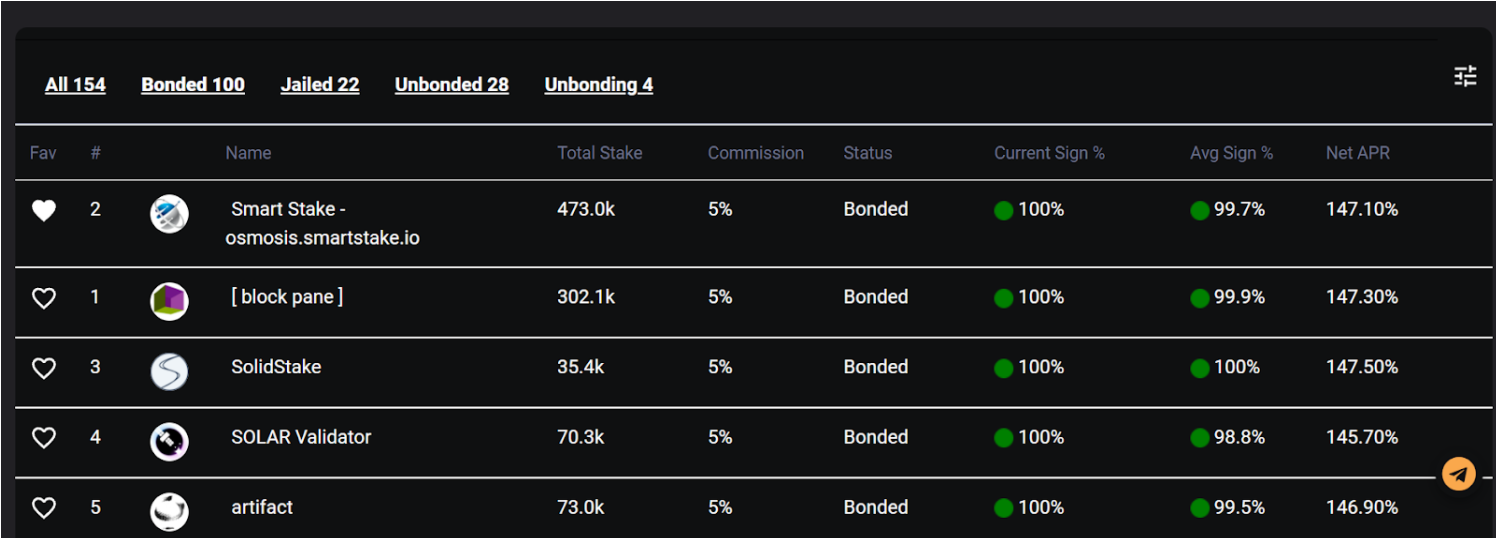 All 154 Bonded 100 Jailed 22 Unbonded 28 Unbonding 4
Fav # Name Total Stake Commission Status Current Sign % Avg Sign % Net APR
2 Smart Stake - 473.0k 5% Bonded 100% 99.7% 147.10%
osmosis.smartstake.io
1 [ block pane ] 302.1k 5% Bonded 100% 99.9% 147.30%
3 SolidStake 35.4k 5% Bonded 100% 100% 147.50%
4 SOLAR Validator 70.3k 5% Bonded 100% 98.8% 145.70%
5 artifact 73.0k 5% Bonded 100% 99.5% 146.90%